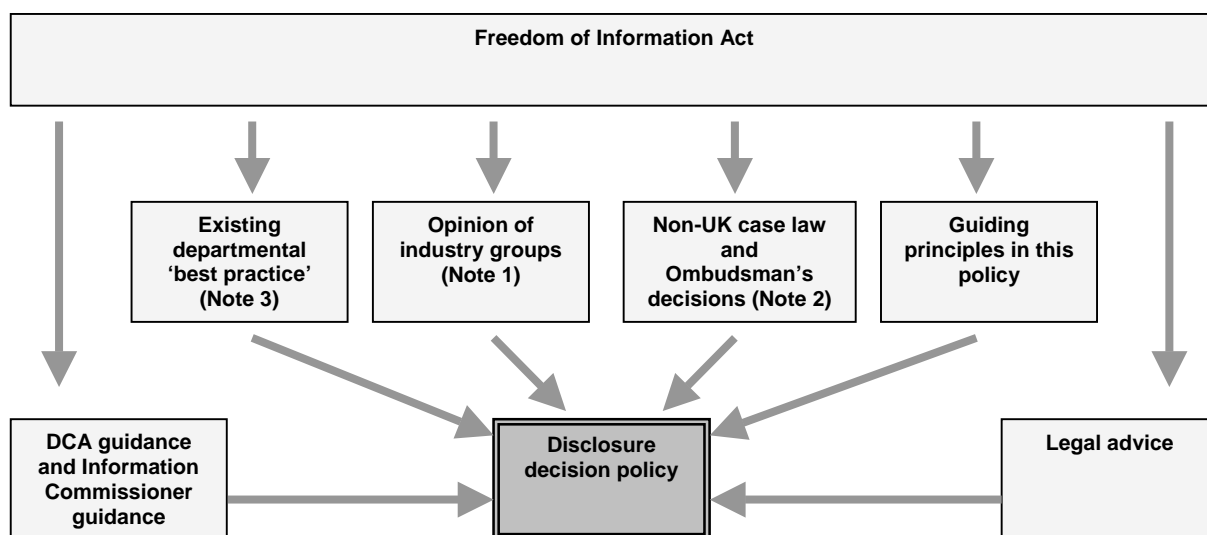 Freedom of Information Act
Existing
departmental
‘best practice’
(Note 3)
Opinion of
industry groups
(Note 1)
Non-UK case law
and
Ombudsman’s
decisions (Note 2)
Guiding
principles in this
policy
DCA guidance
and Information
Commissioner
guidance
Disclosure
decision policy
Legal advice